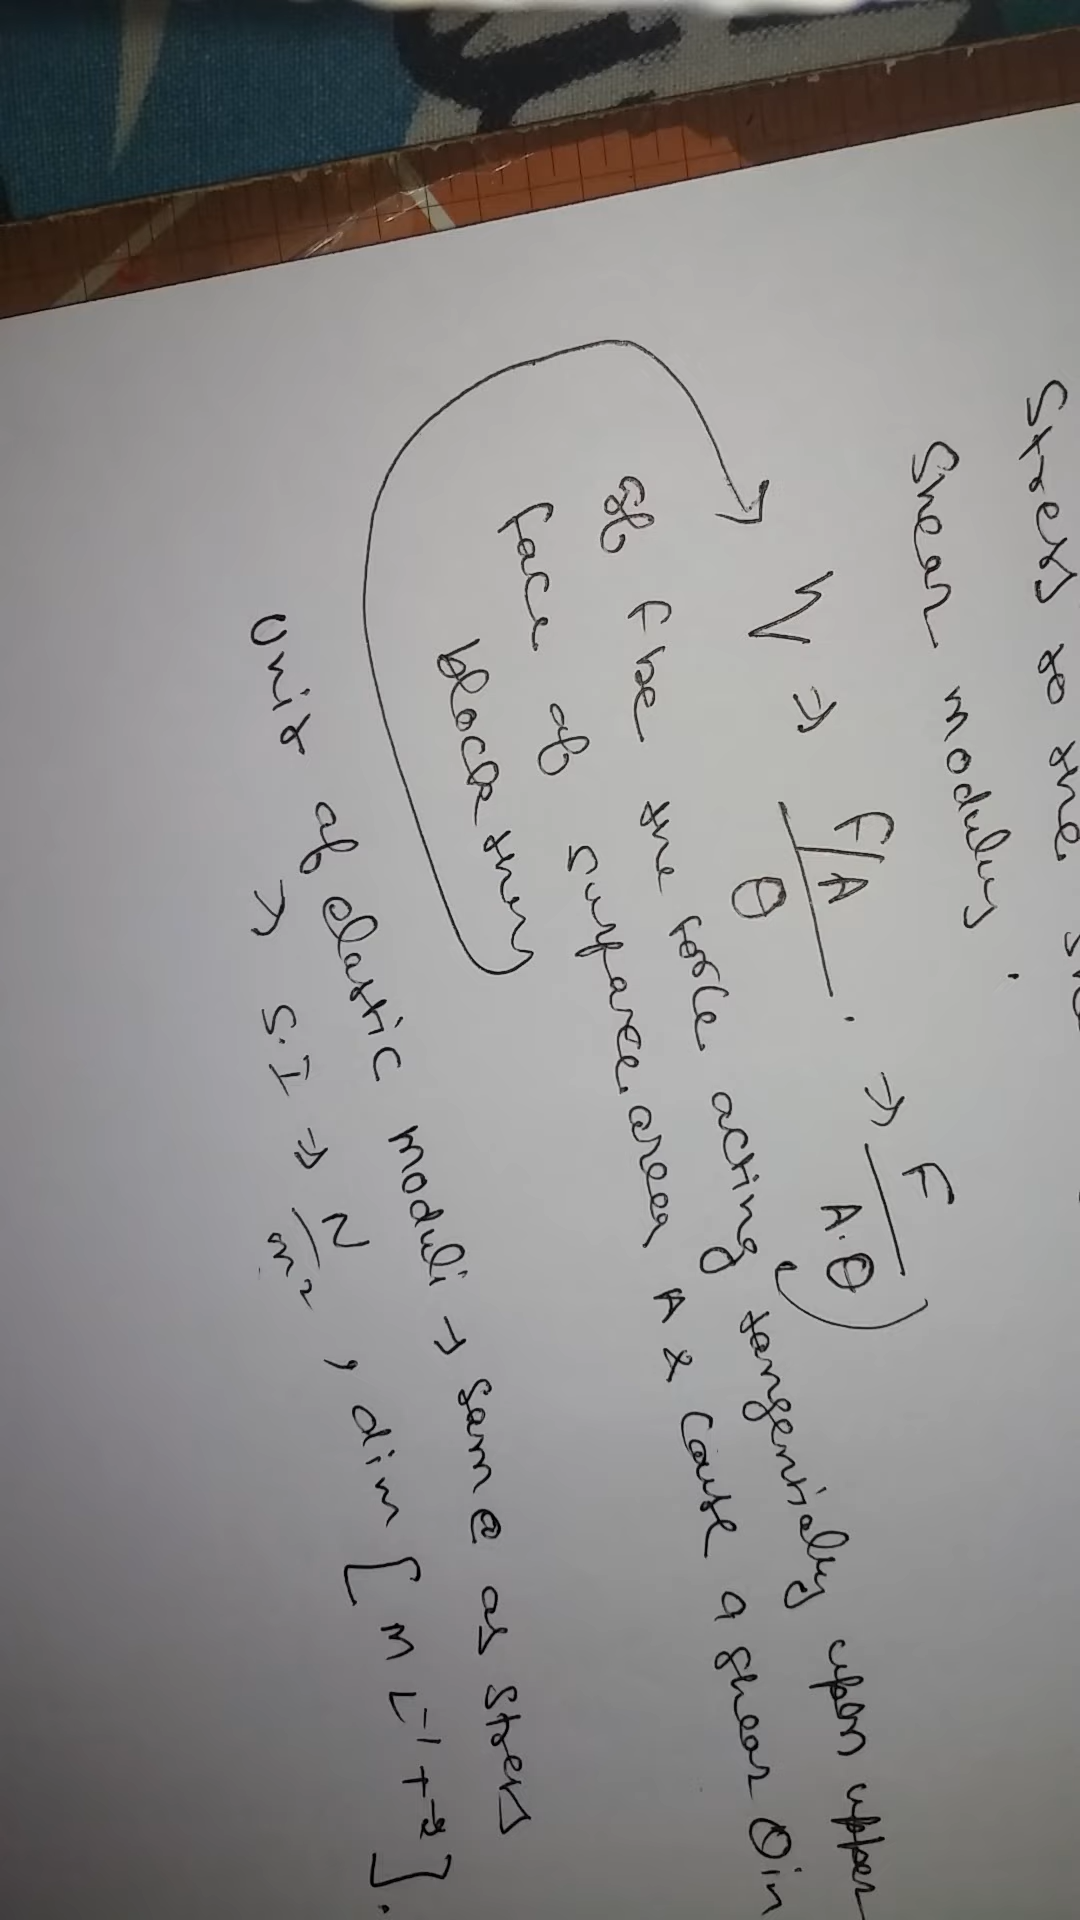 Stress to the
Shear modulus.
If F be the force acting tangentially upon upper
face of surface area A & cause a shear θ in
block then
W → F/A / θ . → F / A.θ
Unit of elastic moduli → same as stress
→ S.I → N/m² , dim [M L⁻¹ T⁻²].